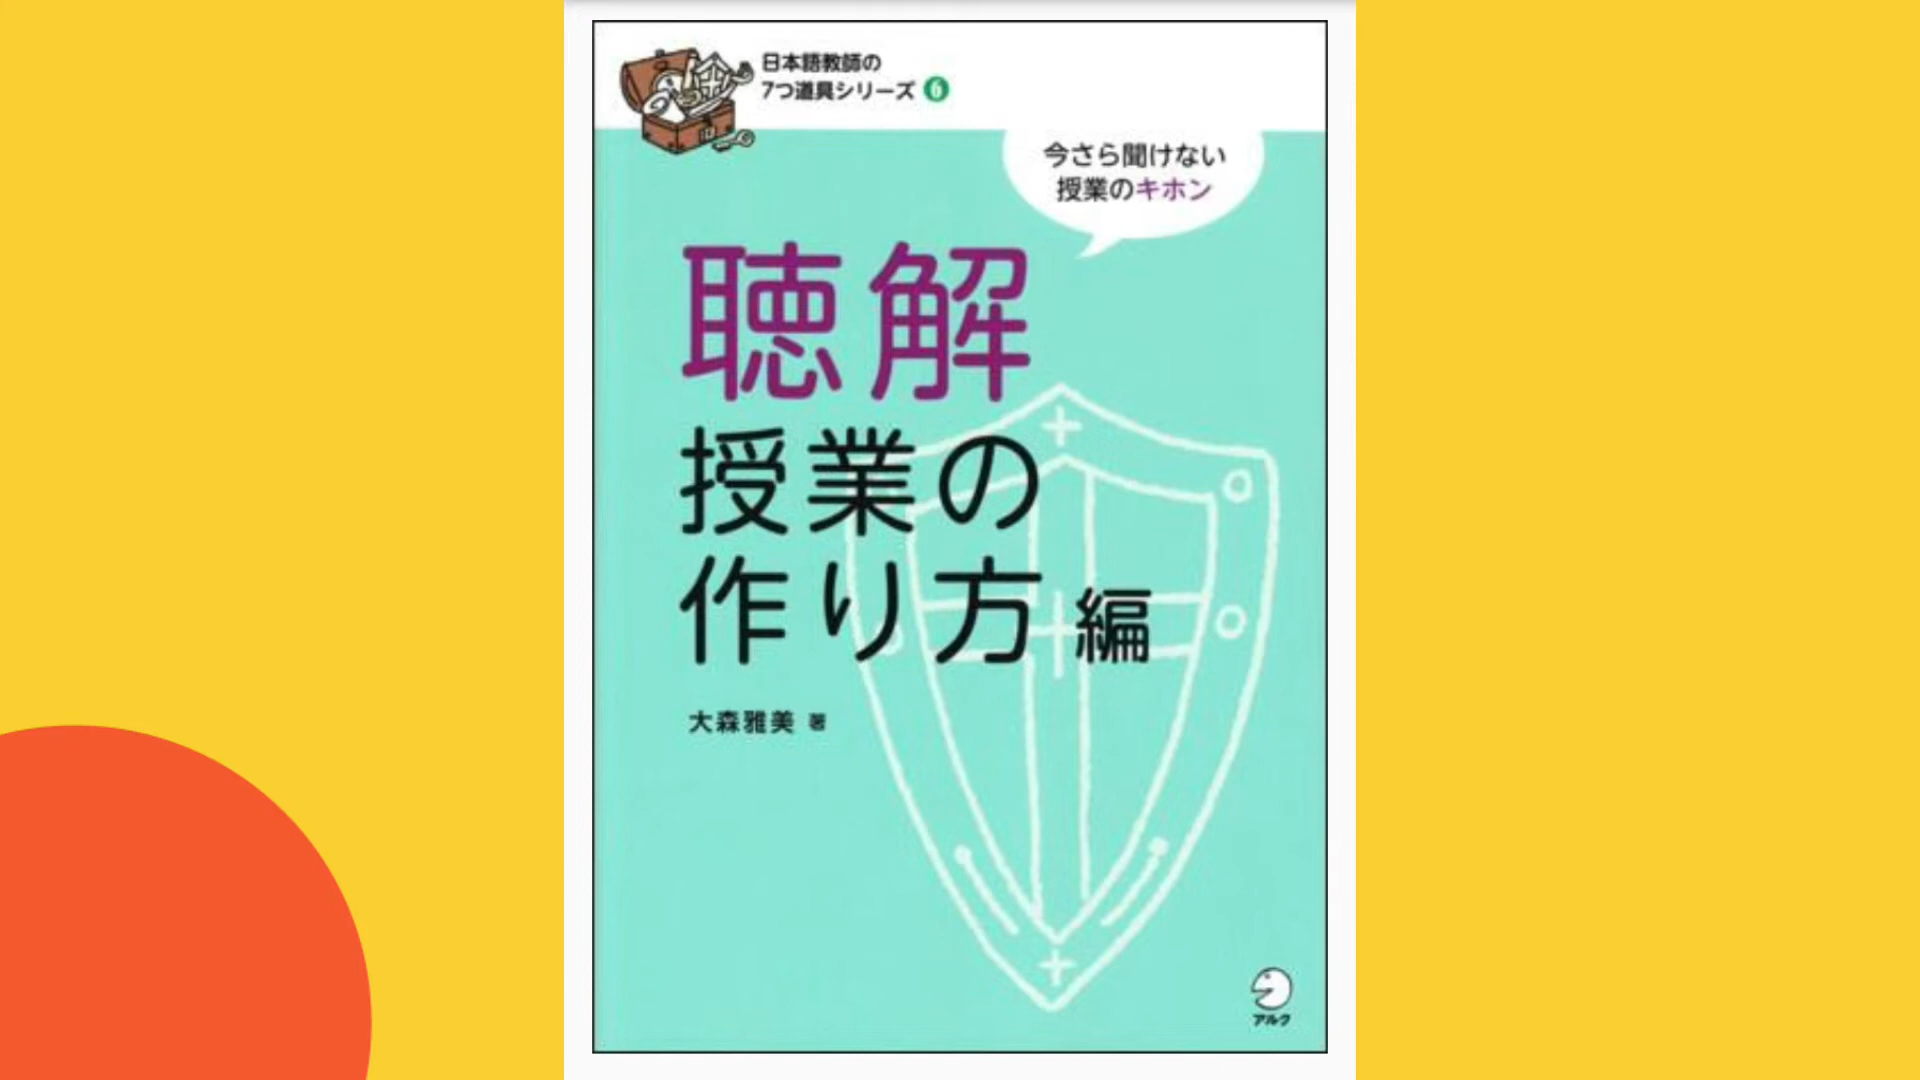 日本語教師の
7つ道具シリーズ 6
今さら聞けない
授業のキホン
聴解
授業の
作り方 編
大森雅美 著
アルク